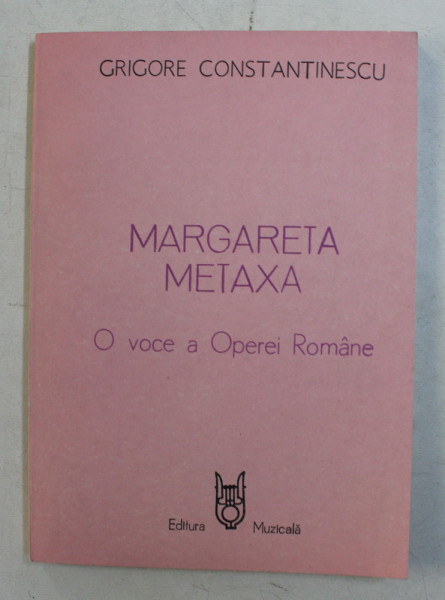 GRIGORE CONSTANTINESCU
MARGARETA
METAXA
O voce a Operei Române
Editura Muzicală